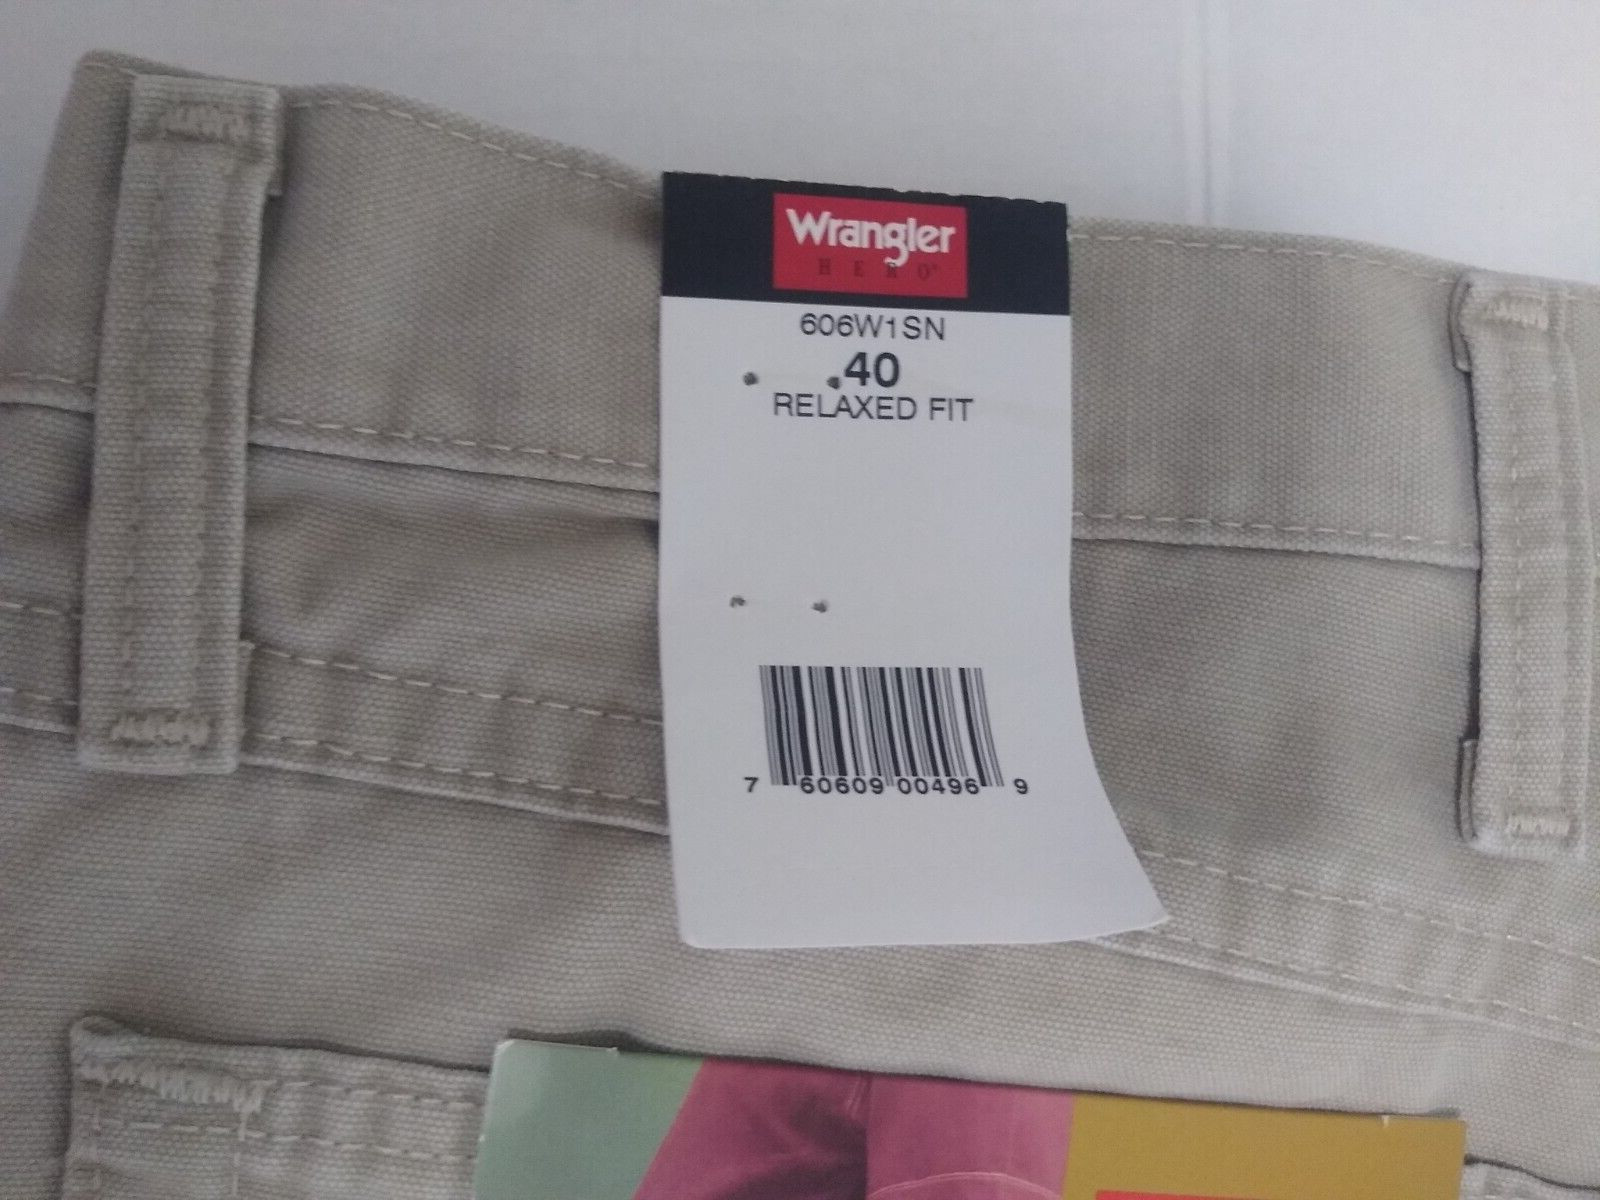 Wrangler
HERO®
606W1SN
40
RELAXED FIT
7 60609 00496 9